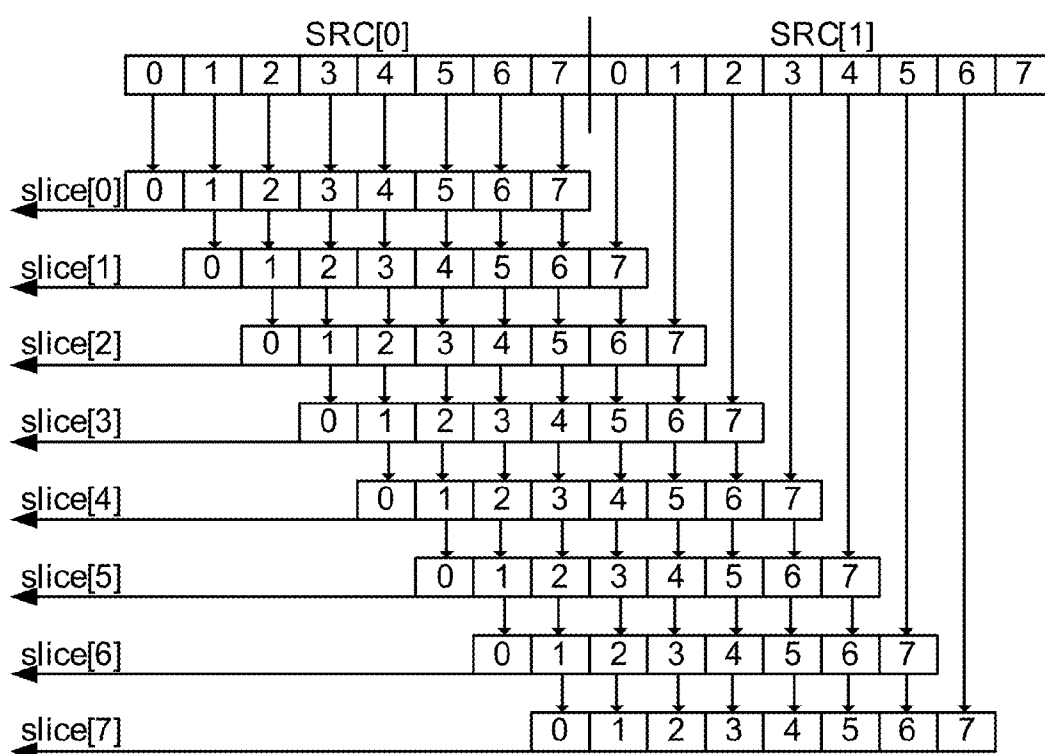 SRC[0] SRC[1]
0 1 2 3 4 5 6 7 0 1 2 3 4 5 6 7
slice[0] 0 1 2 3 4 5 6 7
slice[1] 0 1 2 3 4 5 6 7
slice[2] 0 1 2 3 4 5 6 7
slice[3] 0 1 2 3 4 5 6 7
slice[4] 0 1 2 3 4 5 6 7
slice[5] 0 1 2 3 4 5 6 7
slice[6] 0 1 2 3 4 5 6 7
slice[7] 0 1 2 3 4 5 6 7